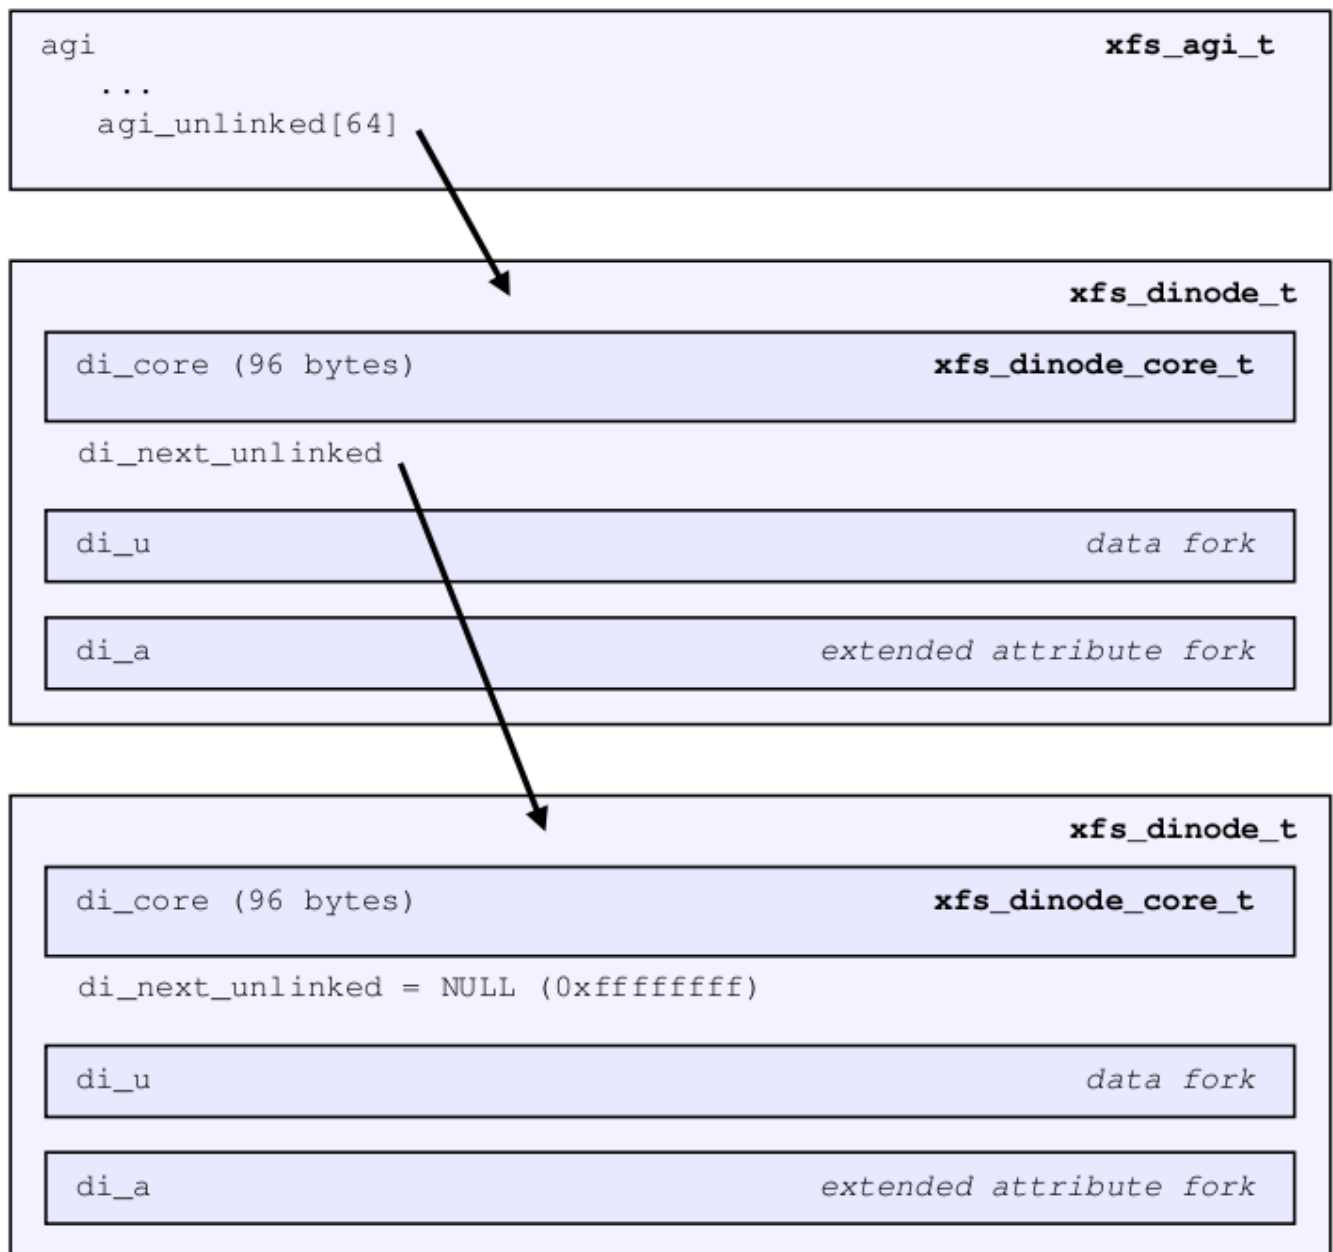 agi xfs_agi_t
...
agi_unlinked[64]
xfs_dinode_t
di_core (96 bytes) xfs_dinode_core_t
di_next_unlinked
di_u data fork
di_a extended attribute fork
xfs_dinode_t
di_core (96 bytes) xfs_dinode_core_t
di_next_unlinked = NULL (0xffffffff)
di_u data fork
di_a extended attribute fork